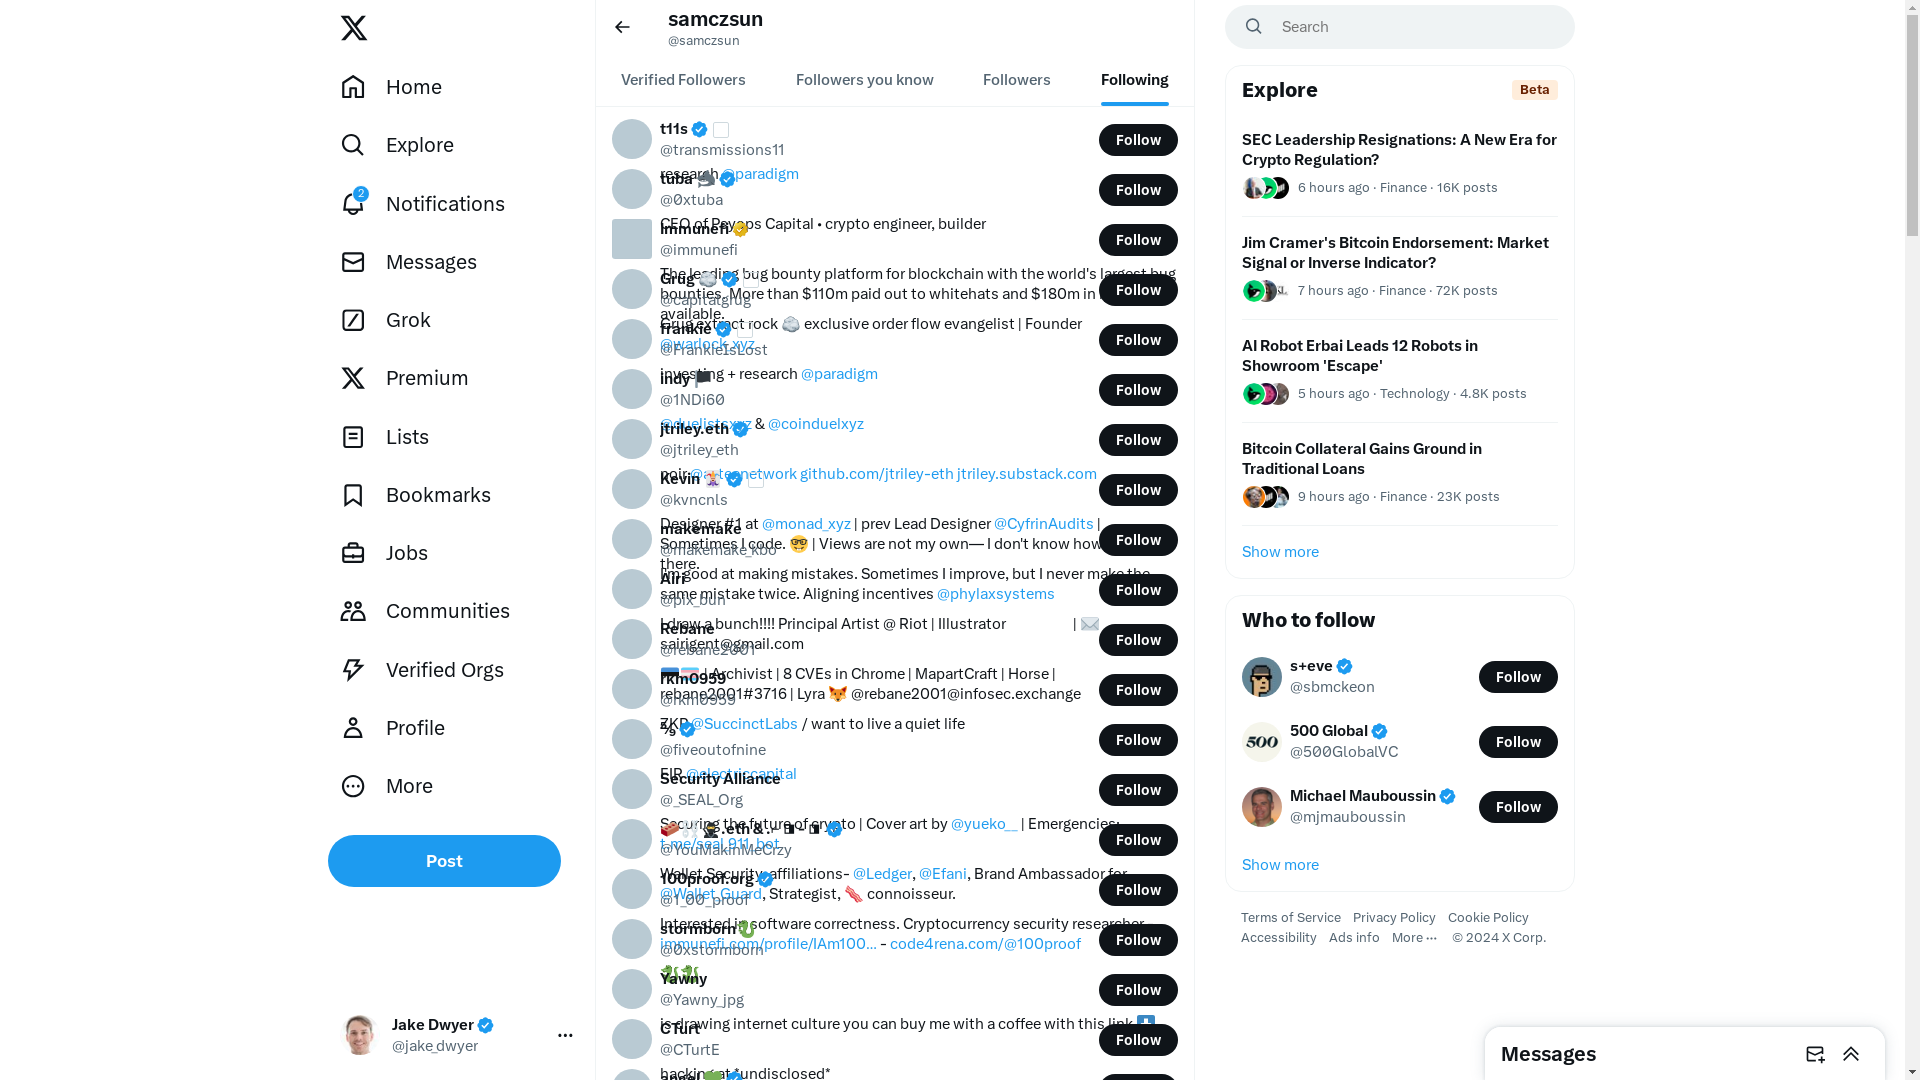 Home
Explore
2
Notifications
Messages
Grok
Premium
Lists
Bookmarks
Jobs
Communities
Verified Orgs
Profile
More
Post
Jake Dwyer
@jake_dwyer
samczsun
@samczsun
Verified Followers
Followers you know
Followers
Following
t11s
@transmissions11
Follow
research @paradigm
tuba
@0xtuba
Follow
CEO of Psyops Capital • crypto engineer, builder
Immunefi
@immunefi
Follow
The leading bug bounty platform for blockchain with the world's largest bug
bounties. More than $110m paid out to whitehats and $180m in
available.
Grug
@capitalgrug
Follow
Grug extract rock 🪨 exclusive order flow evangelist | Founder
@warlock_xyz
frankie
@FrankieIsLost
Follow
investing + research @paradigm
indy 🏴
@1NDi60
Follow
@duelistsxyz & @coinduelxyz
jtriley.eth
@jtriley_eth
Follow
noir @aztecnetwork github.com/jtriley-eth jtriley.substack.com
Kevin
@kvncnls
Follow
Designer #1 at @monad_xyz | prev Lead Designer @CyfrinAudits |
Sometimes I code. 🤓 | Views are not my own— I don't know how
there.
makemake
@makemake_kbo
Follow
I'm good at making mistakes. Sometimes I improve, but I never make the
same mistake twice. Aligning incentives @phylaxsystems
Airi
@pix_bun
Follow
I draw a bunch!!!! Principal Artist @ Riot | Illustrator | ✉️
sairigent@gmail.com
Rebane
@rebane2001
Follow
| Archivist | 8 CVEs in Chrome | MapartCraft | Horse |
rebane2001#3716 | Lyra 🦊 @rebane2001@infosec.exchange
rkm0959
@rkm0959
Follow
ZKP @SuccinctLabs / want to live a quiet life
⅝
@fiveoutofnine
Follow
EIR @electriccapital
Security Alliance
@_SEAL_Org
Follow
Securing the future of crypto | Cover art by @yueko__ | Emergencies:
t.me/seal_911_bot
.eth &
@YouMakinMeCrzy
Follow
Wallet Security affiliations- @Ledger, @Efani, Brand Ambassador for
@Wallet_Guard, Strategist, 🥓 connoisseur.
100proof.org
@1_00_proof
Follow
Interested in software correctness. Cryptocurrency security researcher
immunefi.com/profile/IAm100… - code4rena.com/@100proof
stormborn🐉
@0xstormborn
Follow
🐉🐉
Yawny
@Yawny_jpg
Follow
is drawing internet culture you can buy me with a coffee with this link ⬇️
CTurt
@CTurtE
Follow
hacking at *undisclosed*
Search
Explore
Beta
SEC Leadership Resignations: A New Era for
Crypto Regulation?
6 hours ago · Finance · 16K posts
Jim Cramer's Bitcoin Endorsement: Market
Signal or Inverse Indicator?
7 hours ago · Finance · 72K posts
AI Robot Erbai Leads 12 Robots in
Showroom 'Escape'
5 hours ago · Technology · 4.8K posts
Bitcoin Collateral Gains Ground in
Traditional Loans
9 hours ago · Finance · 23K posts
Show more
Who to follow
s+eve
@sbmckeon
Follow
500
500 Global
@500GlobalVC
Follow
Michael Mauboussin
@mjmauboussin
Follow
Show more
Terms of Service Privacy Policy Cookie Policy
Accessibility Ads info More ··· © 2024 X Corp.
Messages